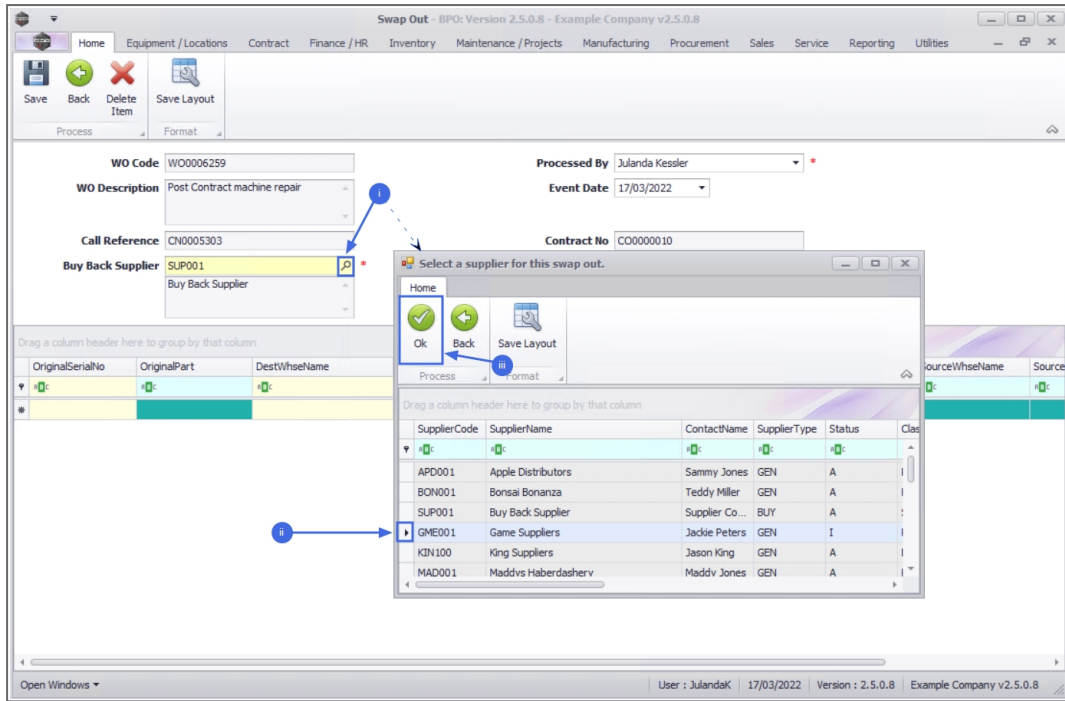 Swap Out - BPO: Version 2.5.0.8 - Example Company v2.5.0.8
Home Equipment / Locations Contract Finance / HR Inventory Maintenance / Projects Manufacturing Procurement Sales Service Reporting Utilities
Save Back Delete Item Save Layout
Process Format
WO Code WO0006259 Processed By Julanda Kessler *
WO Description Post Contract machine repair Event Date 17/03/2022
i
Call Reference CN0005303 Contract No CO0000010
Buy Back Supplier SUP001 *
Buy Back Supplier
Select a supplier for this swap out.
Home
Ok Back Save Layout
iii
Process Format
Drag a column header here to group by that column
OriginalSerialNo OriginalPart DestWhseName SourceWhseName Source
Drag a column header here to group by that column
SupplierCode SupplierName ContactName SupplierType Status Clas
APD001 Apple Distributors Sammy Jones GEN A
BON001 Bonsai Bonanza Teddy Miller GEN A
SUP001 Buy Back Supplier Supplier Co... BUY A
ii
GME001 Game Suppliers Jackie Peters GEN I
KIN100 King Suppliers Jason King GEN A
MAD001 Maddys Haberdashery Maddy Jones GEN A
Open Windows User : JulandaK 17/03/2022 Version : 2.5.0.8 Example Company v2.5.0.8